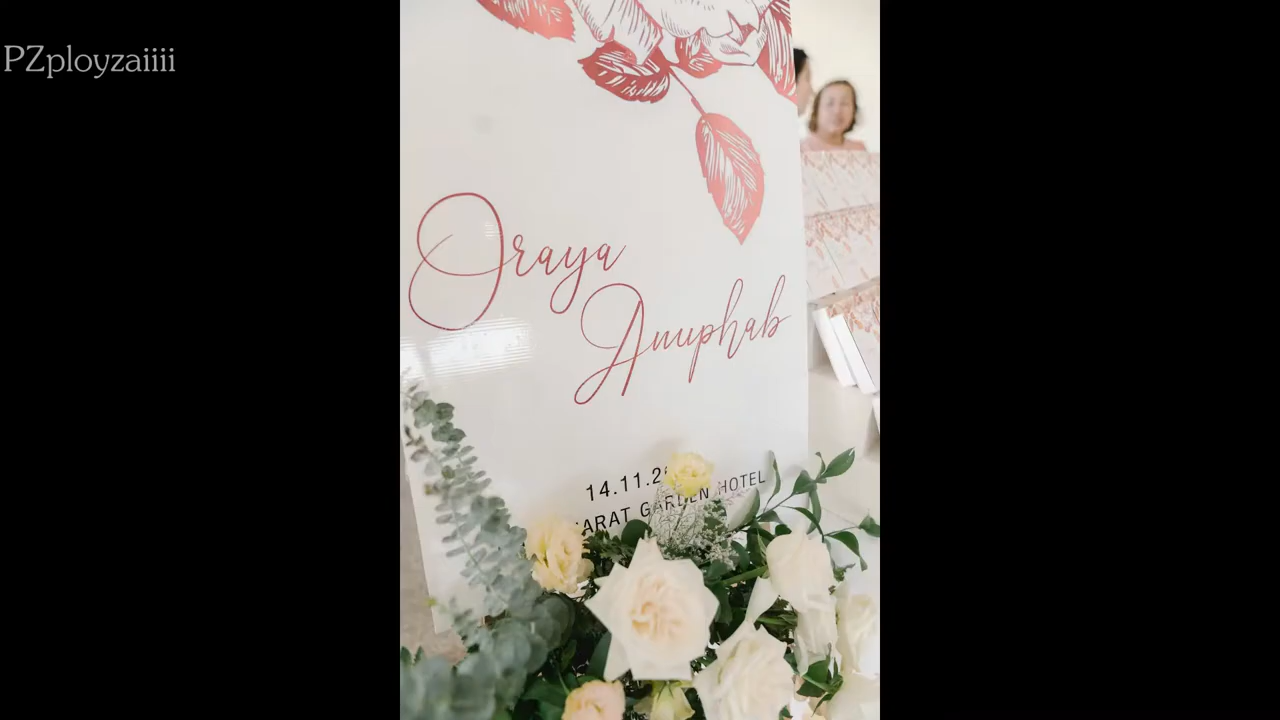 PZployzaiiii
Oraya
Anuphab
14.11.2
ARAT GARDEN HOTEL